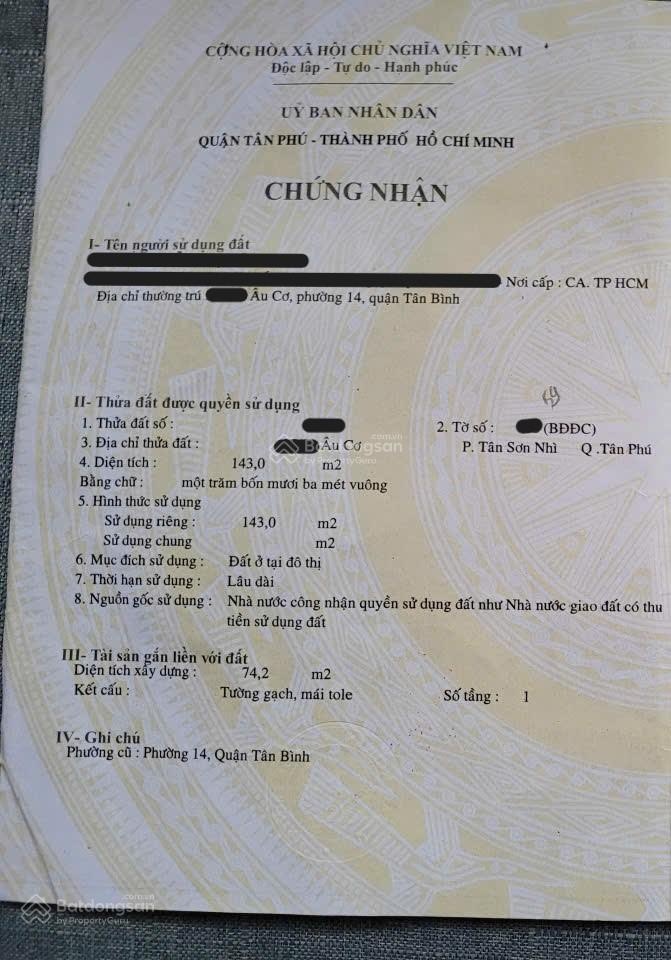 CỘNG HÒA XÃ HỘI CHỦ NGHĨA VIỆT NAM
Độc lập - Tự do - Hạnh phúc
UỶ BAN NHÂN DÂN
QUẬN TÂN PHÚ - THÀNH PHỐ HỒ CHÍ MINH
CHỨNG NHẬN
I- Tên người sử dụng đất
Nơi cấp : CA. TP HCM
Địa chỉ thường trú Âu Cơ, phường 14, quận Tân Bình
II- Thửa đất được quyền sử dụng
1. Thửa đất số : 2. Tờ số : (BĐĐC)
3. Địa chỉ thửa đất : Âu Cơ P. Tân Sơn Nhì Q .Tân Phú
4. Diện tích : 143,0 m2
Bằng chữ : một trăm bốn mươi ba mét vuông
5. Hình thức sử dụng
Sử dụng riêng : 143,0 m2
Sử dụng chung m2
6. Mục đích sử dụng : Đất ở tại đô thị
7. Thời hạn sử dụng : Lâu dài
8. Nguồn gốc sử dụng : Nhà nước công nhận quyền sử dụng đất như Nhà nước giao đất có thu
tiền sử dụng đất
III- Tài sản gắn liền với đất
Diện tích xây dựng : 74,2 m2
Kết cấu : Tường gạch, mái tole Số tầng : 1
IV- Ghi chú
Phường cũ : Phường 14, Quận Tân Bình
Batdongsan.com.vn
by PropertyGuru